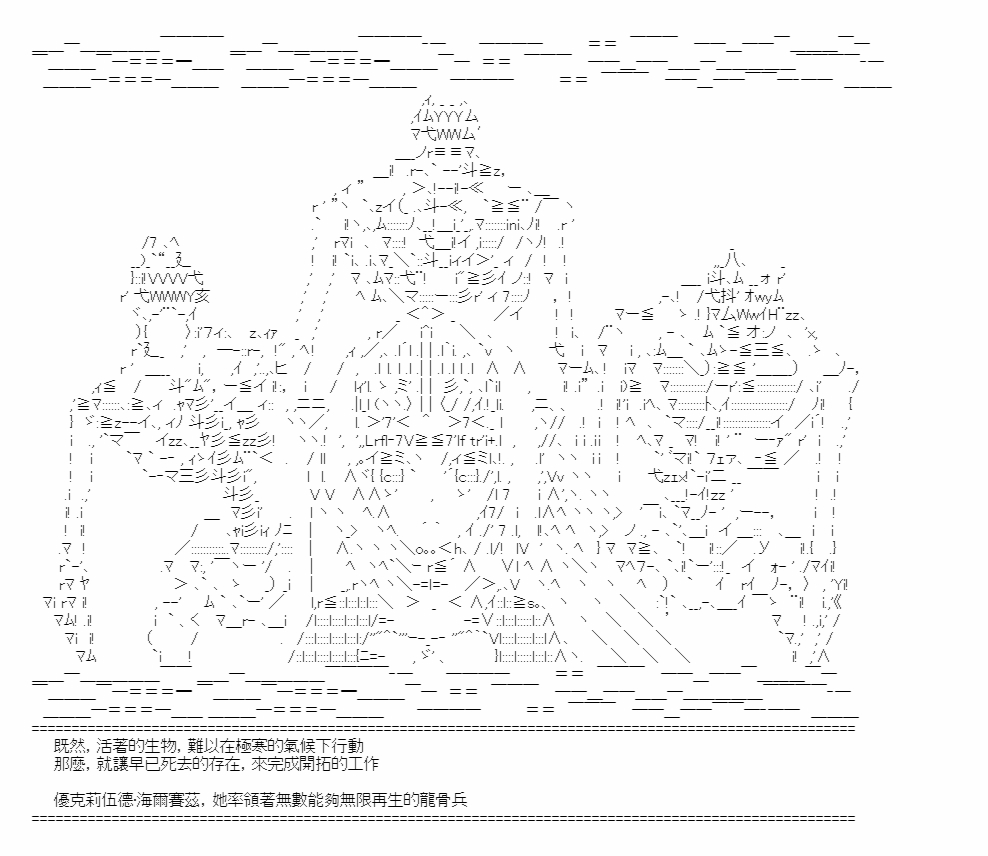 既然，活著的生物，難以在極寒的氣候下行動
那麼，就讓早已死去的存在，來完成開拓的工作
優克莉伍德·海爾賽茲，她率領著無數能夠無限再生的龍骨兵